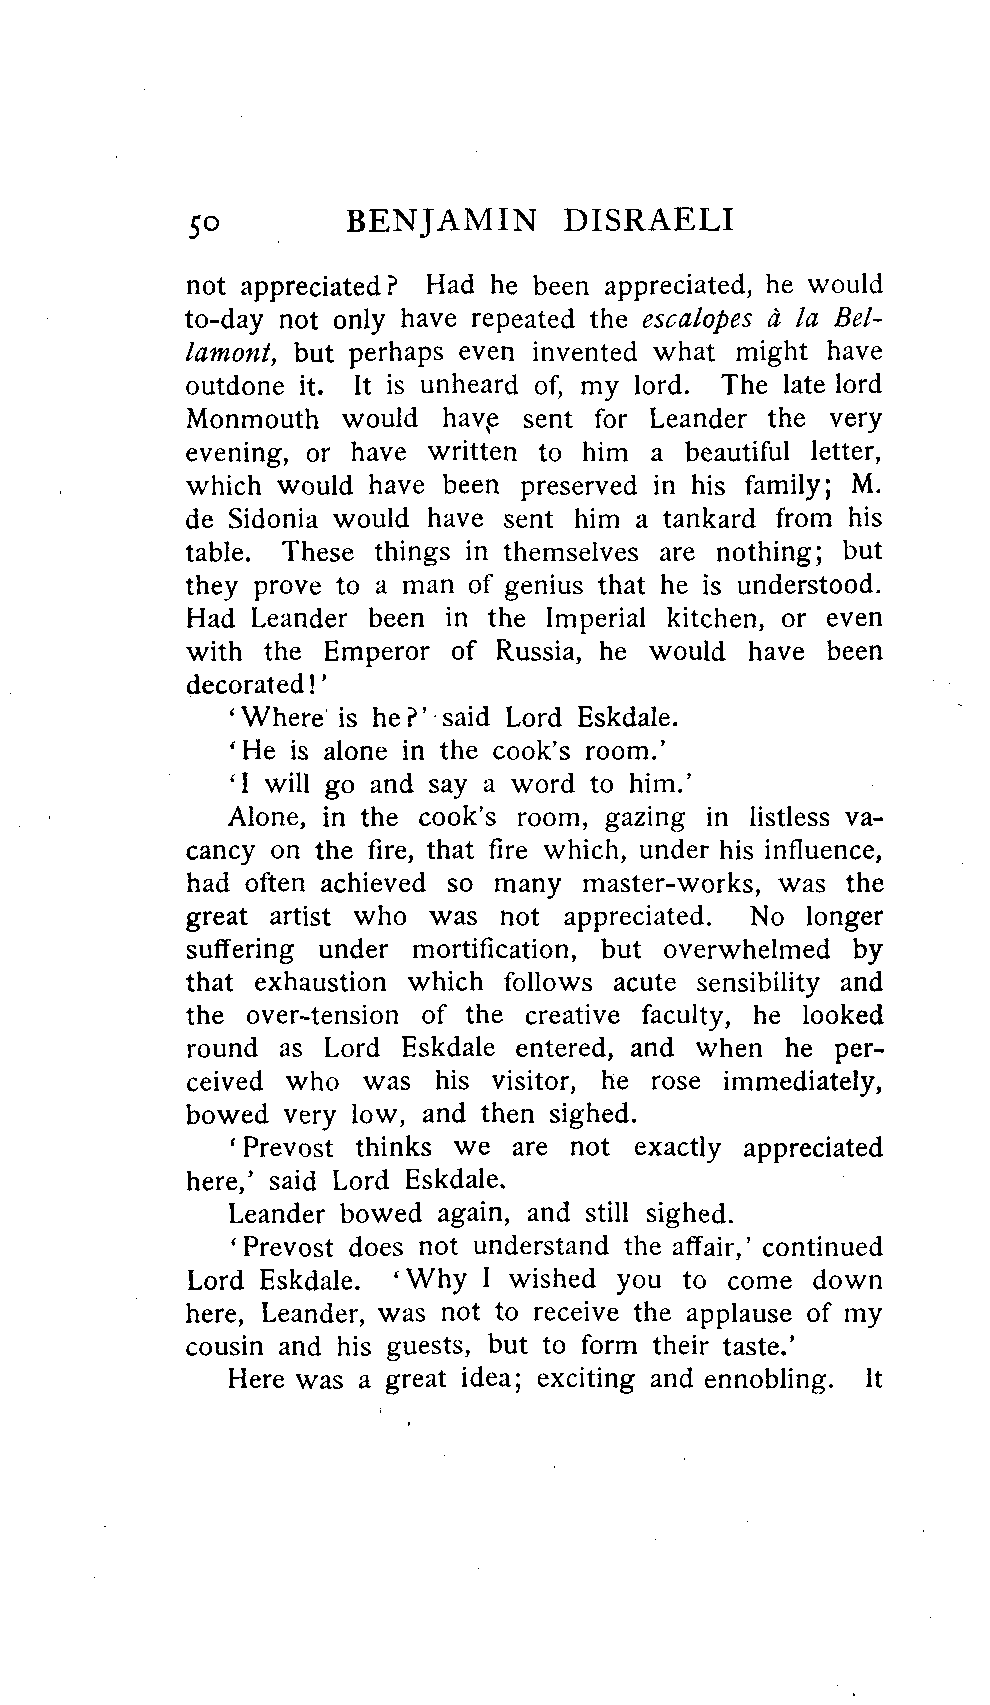 50 BENJAMIN DISRAELI
not appreciated? Had he been appreciated, he would
to-day not only have repeated the escalopes à la Bel-
lamont, but perhaps even invented what might have
outdone it. It is unheard of, my lord. The late lord
Monmouth would have sent for Leander the very
evening, or have written to him a beautiful letter,
which would have been preserved in his family; M.
de Sidonia would have sent him a tankard from his
table. These things in themselves are nothing; but
they prove to a man of genius that he is understood.
Had Leander been in the Imperial kitchen, or even
with the Emperor of Russia, he would have been
decorated!'
'Where is he?' said Lord Eskdale.
'He is alone in the cook's room.'
'I will go and say a word to him.'
Alone, in the cook's room, gazing in listless va-
cancy on the fire, that fire which, under his influence,
had often achieved so many master-works, was the
great artist who was not appreciated. No longer
suffering under mortification, but overwhelmed by
that exhaustion which follows acute sensibility and
the over-tension of the creative faculty, he looked
round as Lord Eskdale entered, and when he per-
ceived who was his visitor, he rose immediately,
bowed very low, and then sighed.
'Prevost thinks we are not exactly appreciated
here,' said Lord Eskdale.
Leander bowed again, and still sighed.
'Prevost does not understand the affair,' continued
Lord Eskdale. 'Why I wished you to come down
here, Leander, was not to receive the applause of my
cousin and his guests, but to form their taste.'
Here was a great idea; exciting and ennobling. It